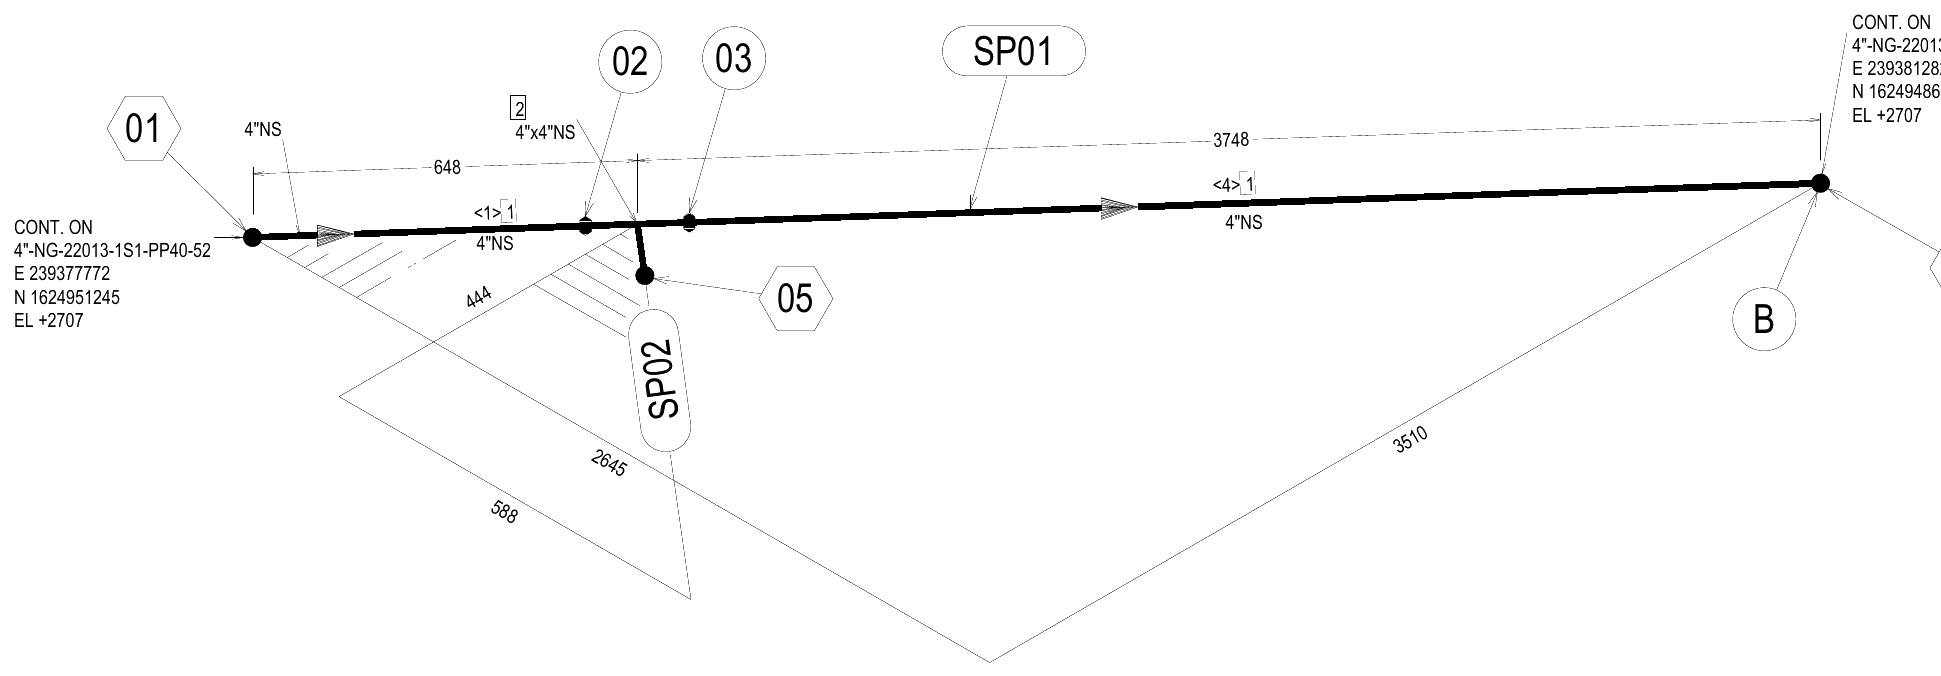 CONT. ON
4"-NG-22013
E 23938128
N 16249486
EL +2707
SP01
02
03
01
2
4"x4"NS
4"NS
648
3748
<1>1
4"NS
<4>1
4"NS
CONT. ON
4"-NG-22013-1S1-PP40-52
E 239377772
N 1624951245
EL +2707
444
05
B
SP02
2645
3510
588